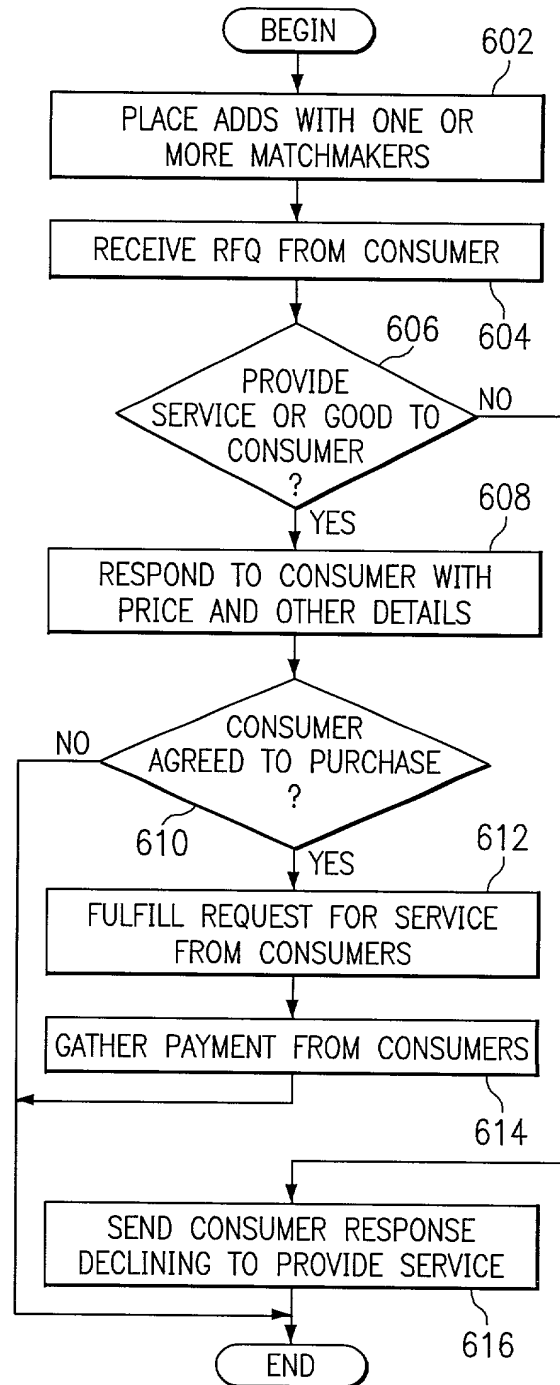 BEGIN
602
PLACE ADDS WITH ONE OR
MORE MATCHMAKERS
RECEIVE RFQ FROM CONSUMER
604
606
PROVIDE
SERVICE OR GOOD TO
CONSUMER
?
NO
YES
608
RESPOND TO CONSUMER WITH
PRICE AND OTHER DETAILS
CONSUMER
AGREED TO PURCHASE
?
NO
610
YES
612
FULFILL REQUEST FOR SERVICE
FROM CONSUMERS
GATHER PAYMENT FROM CONSUMERS
614
SEND CONSUMER RESPONSE
DECLINING TO PROVIDE SERVICE
616
END